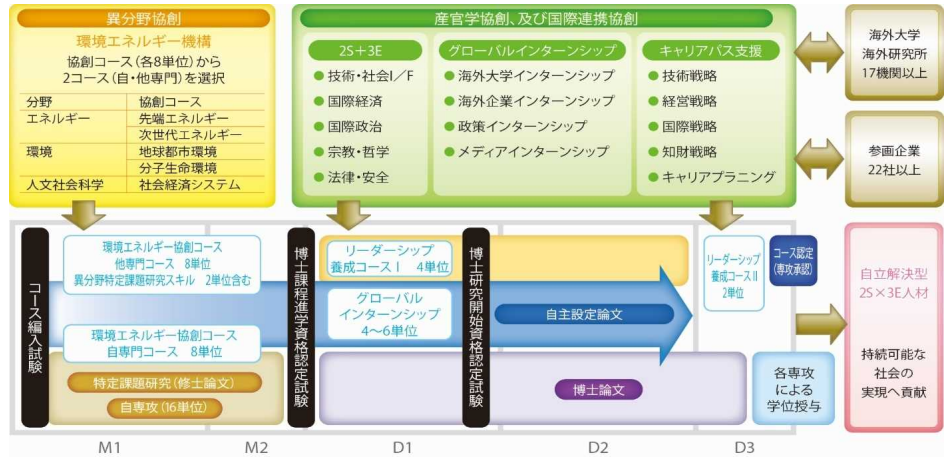 異分野協創
環境エネルギー機構
協創コース(各8単位)から
2コース(自・他専門)を選択
分野 協創コース
エネルギー 先端エネルギー
次世代エネルギー
環境 地球都市環境
分子生命環境
人文社会科学 社会経済システム
産官学協創、及び国際連携協創
2S+3E
●技術・社会I/F
●国際経済
●国際政治
●宗教・哲学
●法律・安全
グローバルインターンシップ
●海外大学インターンシップ
●海外企業インターンシップ
●政策インターンシップ
●メディアインターンシップ
キャリアパス支援
●技術戦略
●経営戦略
●国際戦略
●知財戦略
●キャリアプラニング
海外大学
海外研究所
17機関以上
参画企業
22社以上
コース編入試験
環境エネルギー協創コース
他専門コース 8単位
異分野特定課題研究スキル 2単位含む
環境エネルギー協創コース
自専門コース 8単位
特定課題研究(修士論文)
自専攻(16単位)
博士課程進学資格認定試験
リーダーシップ
養成コースⅠ 4単位
グローバル
インターンシップ
4〜6単位
博士研究開始資格認定試験
自主設定論文
博士論文
リーダーシップ
養成コースⅡ
2単位
コース認定
(専攻承認)
各専攻
による
学位授与
自立解決型
2S×3E人材
持続可能な
社会の
実現へ貢献
M1 M2 D1 D2 D3